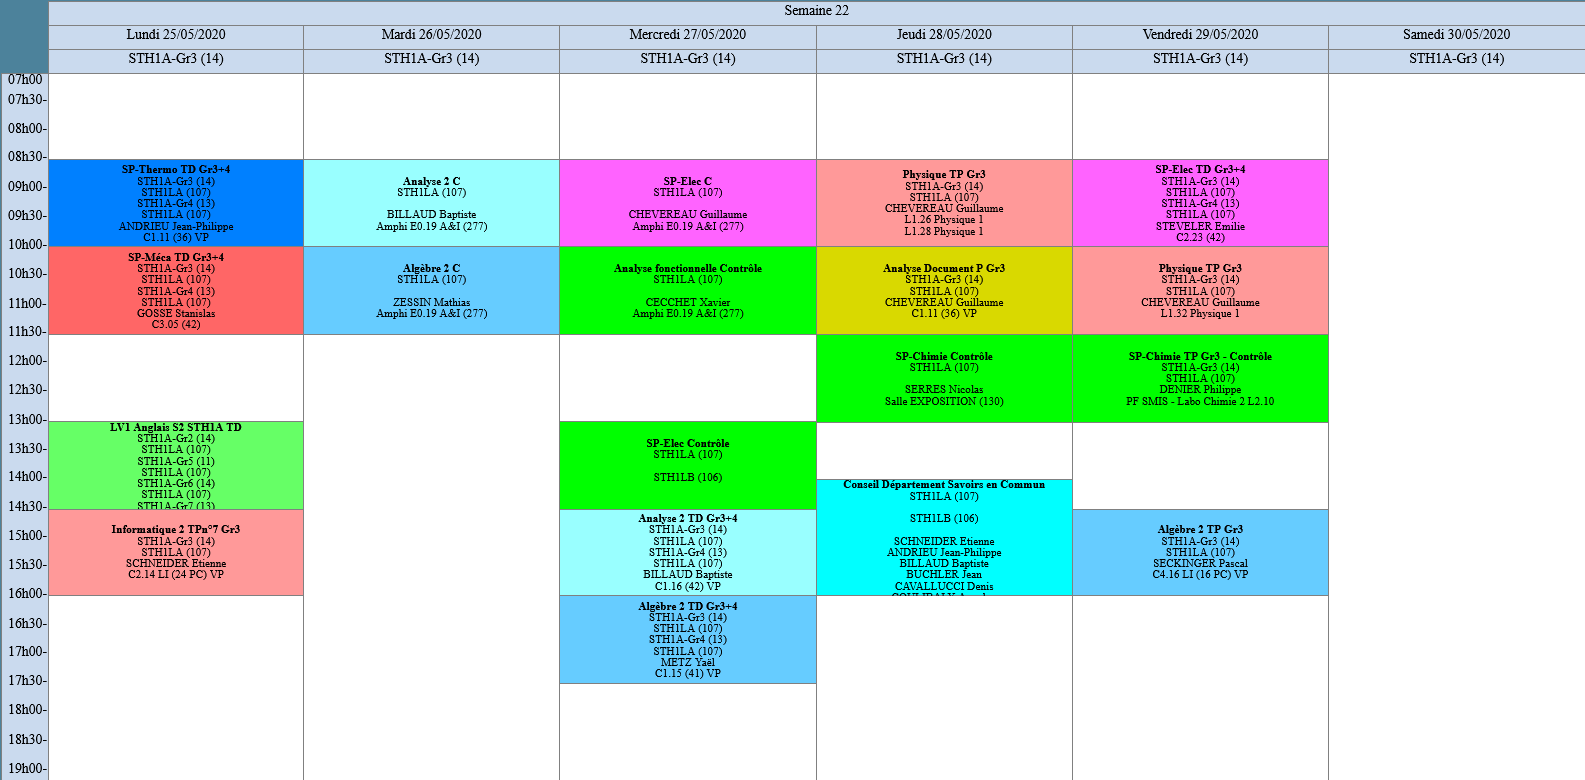 Semaine 22
Lundi 25/05/2020
Mardi 26/05/2020
Mercredi 27/05/2020
Jeudi 28/05/2020
Vendredi 29/05/2020
Samedi 30/05/2020
STH1A-Gr3 (14)
STH1A-Gr3 (14)
STH1A-Gr3 (14)
STH1A-Gr3 (14)
STH1A-Gr3 (14)
STH1A-Gr3 (14)
07h00
07h30-
08h00-
08h30-
09h00-
09h30-
10h00-
10h30-
11h00-
11h30-
12h00-
12h30-
13h00-
13h30-
14h00-
14h30-
15h00-
15h30-
16h00-
16h30-
17h00-
17h30-
18h00-
18h30-
19h00-
SP-Thermo TD Gr3+4
STH1A-Gr3 (14)
STH1LA (107)
STH1A-Gr4 (13)
STH1LA (107)
ANDRIEU Jean-Philippe
C1.11 (36) VP
SP-Méca TD Gr3+4
STH1A-Gr3 (14)
STH1LA (107)
STH1A-Gr4 (13)
STH1LA (107)
GOSSE Stanislas
C3.05 (42)
LV1 Anglais S2 STH1A TD
STH1A-Gr2 (14)
STH1LA (107)
STH1A-Gr5 (11)
STH1LA (107)
STH1A-Gr6 (14)
STH1LA (107)
STH1A-Gr7 (13)
Informatique 2 TPn°7 Gr3
STH1A-Gr3 (14)
STH1LA (107)
SCHNEIDER Etienne
C2.14 LI (24 PC) VP
Analyse 2 C
STH1LA (107)
BILLAUD Baptiste
Amphi E0.19 A&I (277)
Algèbre 2 C
STH1LA (107)
ZESSIN Mathias
Amphi E0.19 A&I (277)
SP-Elec C
STH1LA (107)
CHEVEREAU Guillaume
Amphi E0.19 A&I (277)
Analyse fonctionnelle Contrôle
STH1LA (107)
CECCHET Xavier
Amphi E0.19 A&I (277)
SP-Elec Contrôle
STH1LA (107)
STH1LB (106)
Analyse 2 TD Gr3+4
STH1A-Gr3 (14)
STH1LA (107)
STH1A-Gr4 (13)
STH1LA (107)
BILLAUD Baptiste
C1.16 (42) VP
Algèbre 2 TD Gr3+4
STH1A-Gr3 (14)
STH1LA (107)
STH1A-Gr4 (13)
STH1LA (107)
METZ Yaël
C1.15 (41) VP
Physique TP Gr3
STH1A-Gr3 (14)
STH1LA (107)
CHEVEREAU Guillaume
L1.26 Physique 1
L1.28 Physique 1
Analyse Document P Gr3
STH1A-Gr3 (14)
STH1LA (107)
CHEVEREAU Guillaume
C1.11 (36) VP
SP-Chimie Contrôle
STH1LA (107)
SERRES Nicolas
Salle EXPOSITION (130)
Conseil Département Savoirs en Commun
STH1LA (107)
STH1LB (106)
SCHNEIDER Etienne
ANDRIEU Jean-Philippe
BILLAUD Baptiste
BUCHLER Jean
CAVALLUCCI Denis
SP-Elec TD Gr3+4
STH1A-Gr3 (14)
STH1LA (107)
STH1A-Gr4 (13)
STH1LA (107)
STEVELER Emilie
C2.23 (42)
Physique TP Gr3
STH1A-Gr3 (14)
STH1LA (107)
CHEVEREAU Guillaume
L1.32 Physique 1
SP-Chimie TP Gr3 - Contrôle
STH1A-Gr3 (14)
STH1LA (107)
DENIER Philippe
PF SMIS - Labo Chimie 2 L2.10
Algèbre 2 TP Gr3
STH1A-Gr3 (14)
STH1LA (107)
SECKINGER Pascal
C4.16 LI (16 PC) VP